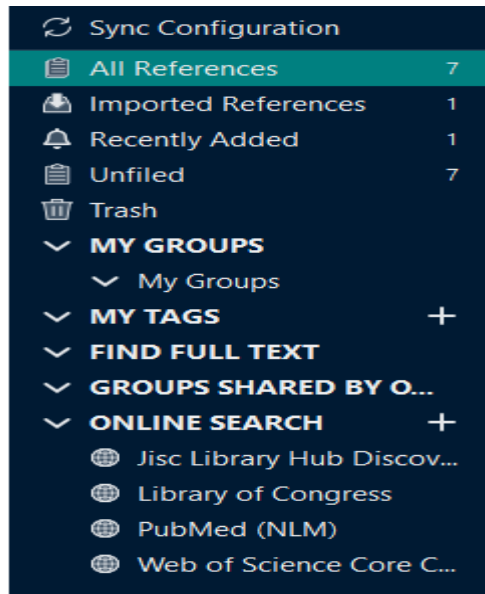 Sync Configuration
All References 7
Imported References 1
Recently Added 1
Unfiled 7
Trash
MY GROUPS
My Groups
MY TAGS +
FIND FULL TEXT
GROUPS SHARED BY O...
ONLINE SEARCH +
Jisc Library Hub Discov...
Library of Congress
PubMed (NLM)
Web of Science Core C...